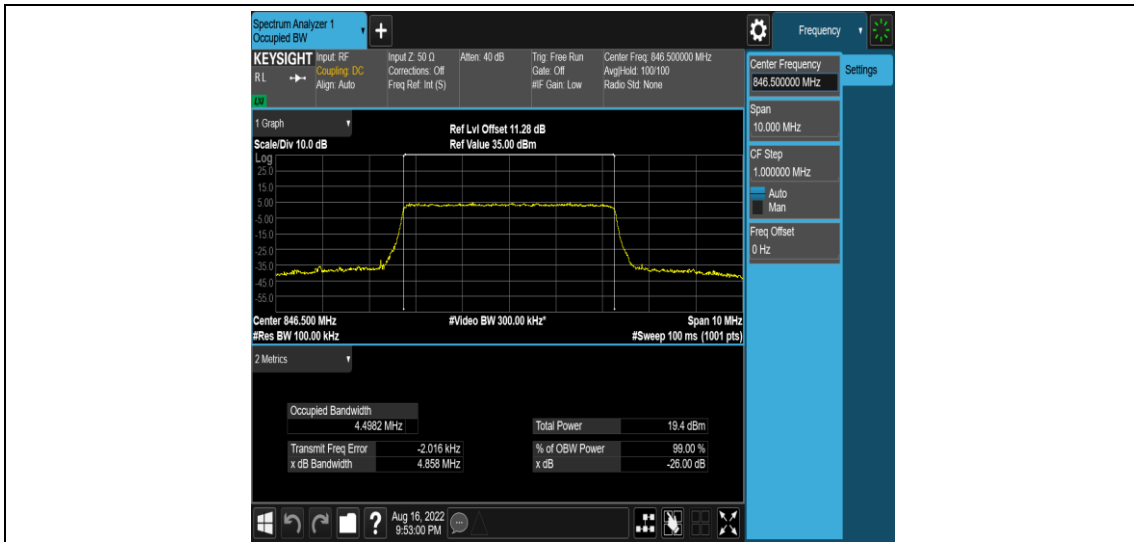 Spectrum Analyzer 1
Occupied BW
+
Frequency
KEYSIGHT
RL
LXI
Input: RF
Coupling: DC
Align: Auto
Input Z: 50 Ω
Corrections: Off
Freq Ref: Int (S)
Atten: 40 dB
Trig: Free Run
Gate: Off
#IF Gain: Low
Center Freq: 846.500000 MHz
Avg|Hold: 100/100
Radio Std: None
Center Frequency
846.500000 MHz
Settings
Span
10.000 MHz
CF Step
1.000000 MHz
Auto
Man
Freq Offset
0 Hz
1 Graph
Scale/Div 10.0 dB
Ref Lvl Offset 11.28 dB
Ref Value 35.00 dBm
Log
25.0
15.0
5.00
-5.00
-15.0
-25.0
-35.0
-45.0
-55.0
Center 846.500 MHz
#Video BW 300.00 kHz*
Span 10 MHz
#Res BW 100.00 kHz
#Sweep 100 ms (1001 pts)
2 Metrics
Occupied Bandwidth
4.4982 MHz
Total Power 19.4 dBm
Transmit Freq Error -2.016 kHz
% of OBW Power 99.00 %
x dB Bandwidth 4.858 MHz
x dB -26.00 dB
?
Aug 16, 2022
9:53:00 PM